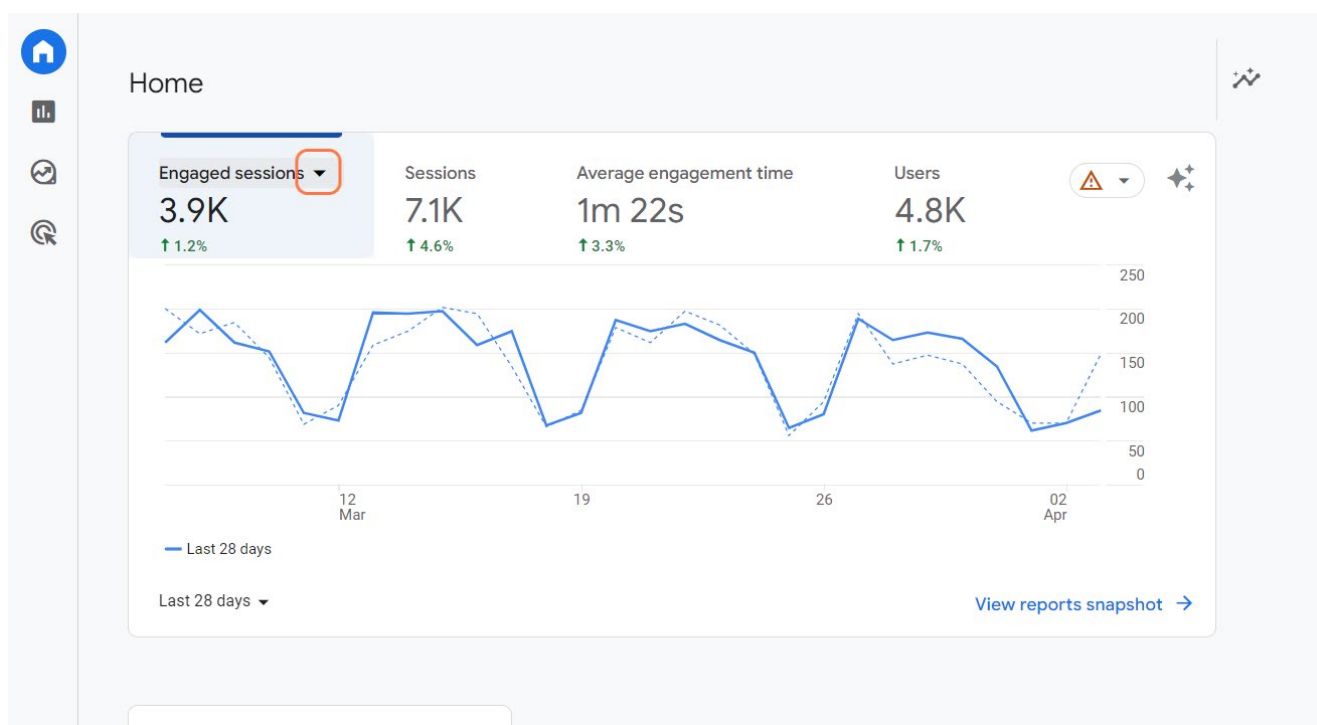 Home
Engaged sessions
3.9K
1.2%
Sessions
7.1K
4.6%
Average engagement time
1m 22s
3.3%
Users
4.8K
1.7%
250
200
150
100
50
0
12
Mar
19
26
02
Apr
Last 28 days
Last 28 days
View reports snapshot